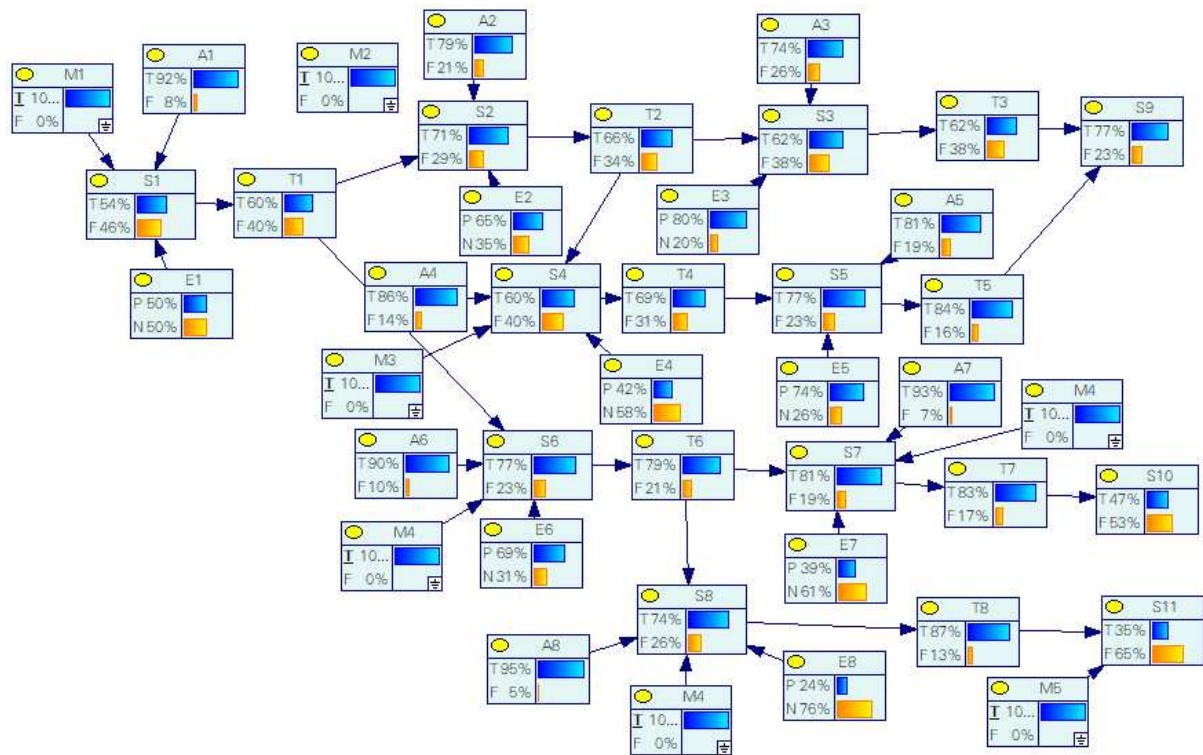 A2
T 79%
F 21%
A3
T 74%
F 26%
A1
T 92%
F 8%
M2
T 10...
F 0%
M1
T 10...
F 0%
S2
T 71%
F 29%
T2
T 66%
F 34%
S3
T 62%
F 38%
T3
T 62%
F 38%
S9
T 77%
F 23%
S1
T 54%
F 46%
T1
T 60%
F 40%
E2
P 65%
N 35%
E3
P 80%
N 20%
A5
T 81%
F 19%
E1
P 50%
N 50%
A4
T 86%
F 14%
S4
T 60%
F 40%
T4
T 69%
F 31%
S5
T 77%
F 23%
T5
T 84%
F 16%
M3
T 10...
F 0%
E4
P 42%
N 58%
E5
P 74%
N 26%
A7
T 93%
F 7%
M4
T 10...
F 0%
A6
T 90%
F 10%
S6
T 77%
F 23%
T6
T 79%
F 21%
S7
T 81%
F 19%
T7
T 83%
F 17%
S10
T 47%
F 53%
M4
T 10...
F 0%
E6
P 69%
N 31%
E7
P 39%
N 61%
S8
T 74%
F 26%
T8
T 87%
F 13%
S11
T 35%
F 65%
A8
T 95%
F 5%
M4
T 10...
F 0%
E8
P 24%
N 76%
M5
T 10...
F 0%